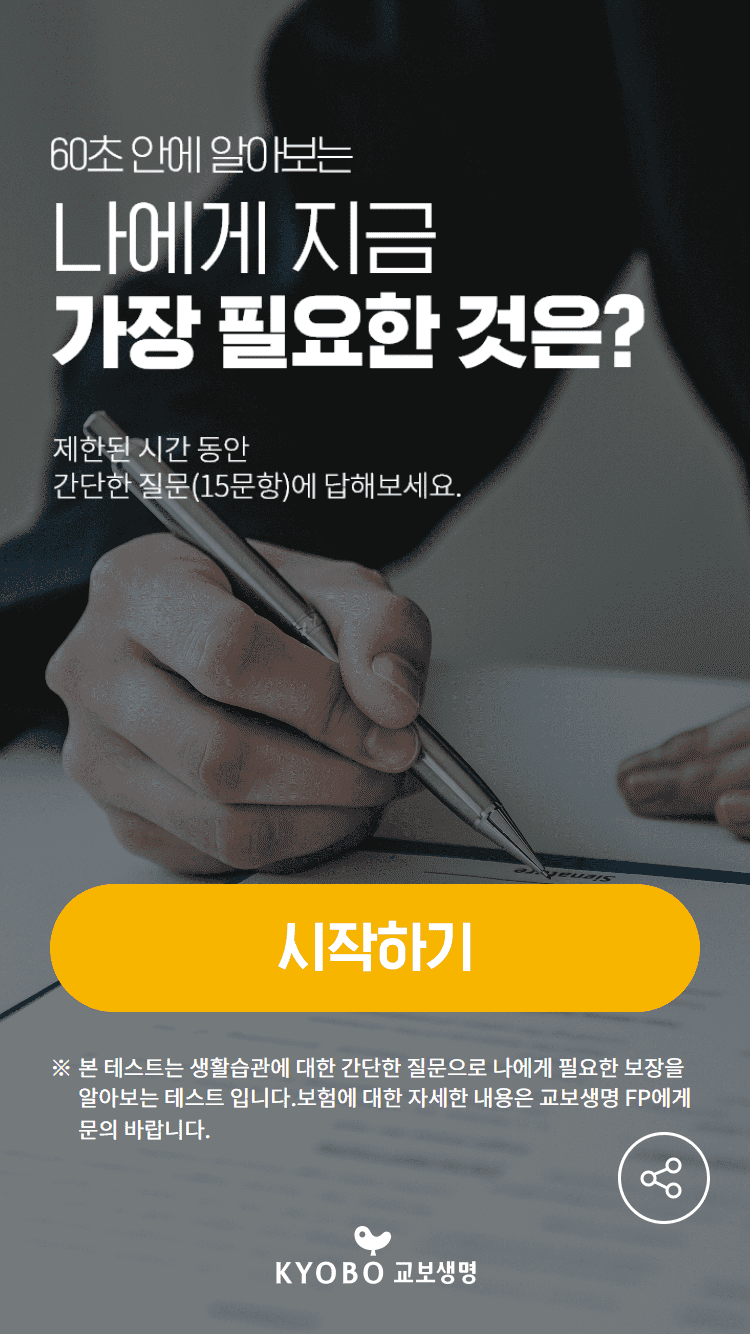 60초 안에 알아보는
나에게 지금
가장 필요한 것은?
제한된 시간 동안
간단한 질문(15문항)에 답해보세요.
Signature
시작하기
※ 본 테스트는 생활습관에 대한 간단한 질문으로 나에게 필요한 보장을
알아보는 테스트 입니다.보험에 대한 자세한 내용은 교보생명 FP에게
문의 바랍니다.
KYOBO 교보생명